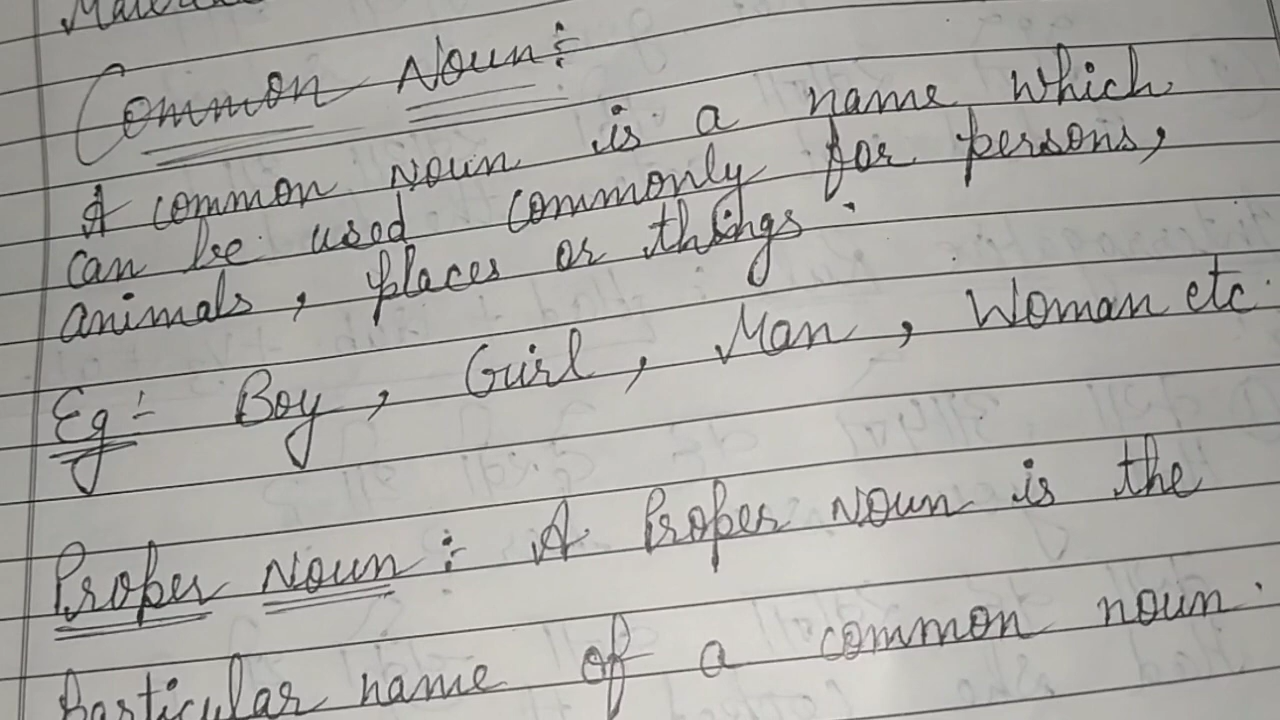 Common Noun:-
A common noun is a name which
can be used commonly for persons,
animals, places or things.
Eg:- Boy, Girl, Man, Woman etc.
Proper Noun:- A Proper noun is the
Particular name of a common noun.